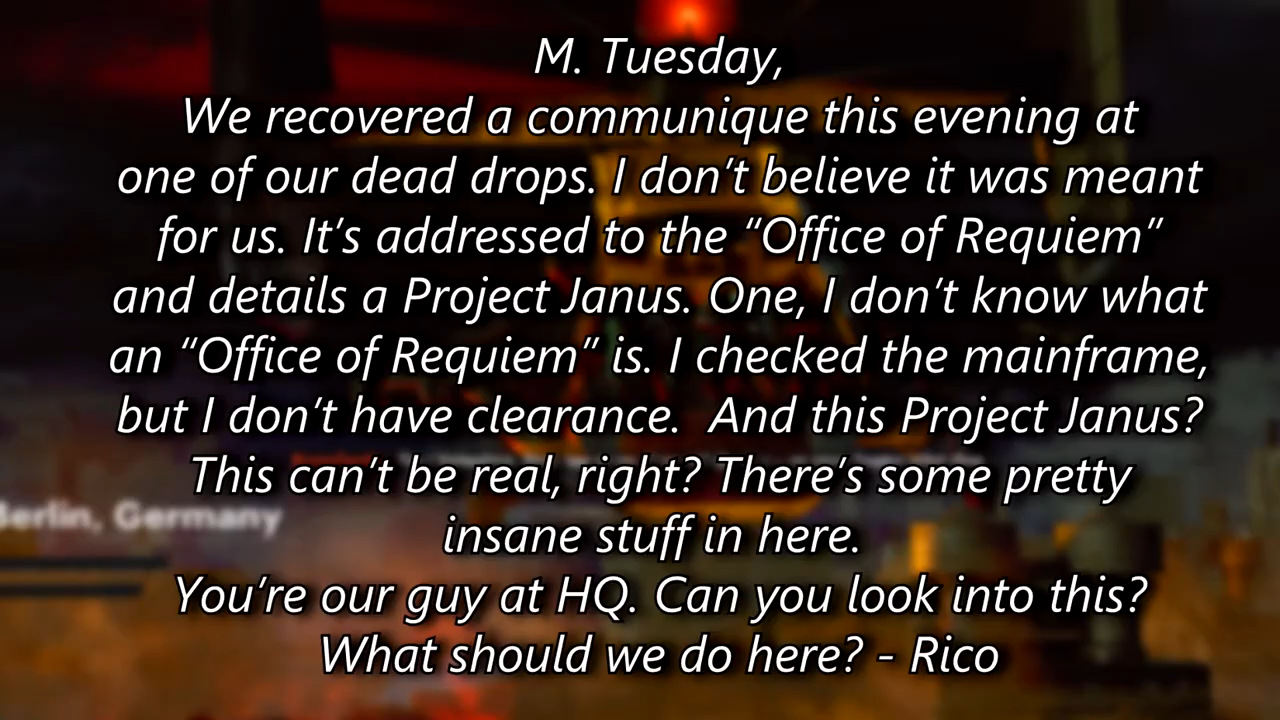 M. Tuesday,
We recovered a communique this evening at
one of our dead drops. I don’t believe it was meant
for us. It’s addressed to the “Office of Requiem”
and details a Project Janus. One, I don’t know what
an “Office of Requiem” is. I checked the mainframe,
but I don’t have clearance.  And this Project Janus?
This can’t be real, right? There’s some pretty
insane stuff in here.
Berlin, Germany
You’re our guy at HQ. Can you look into this?
What should we do here? - Rico